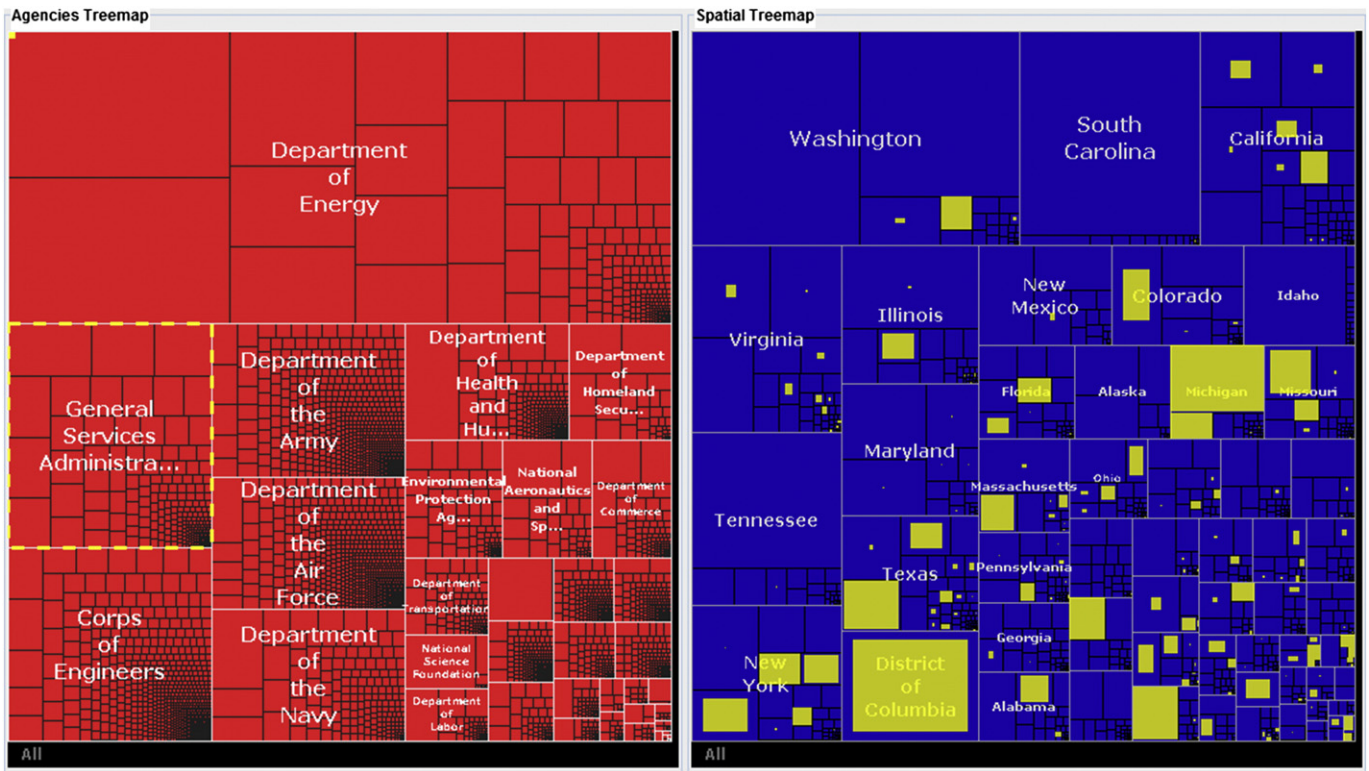 Agencies Treemap
Department
of
Energy
General
Services
Administra...
Department
of
the
Army
Department
of
Health
and
Hu...
Department
of
Homeland
Secu...
Environmental
Protection
Ag...
National
Aeronautics
and
Sp...
Department
of
Commerce
Department
of
the
Air
Force
Corps
of
Engineers
Department
of
the
Navy
Department
of
Transportation
National
Science
Foundation
Department
of
Labor
All
Spatial Treemap
Washington
South
Carolina
California
Virginia
Illinois
New
Mexico
Colorado
Idaho
Florida
Alaska
Michigan
Missouri
Maryland
Massachusetts
Ohio
Tennessee
Texas
Pennsylvania
New
York
District
of
Columbia
Georgia
Alabama
All